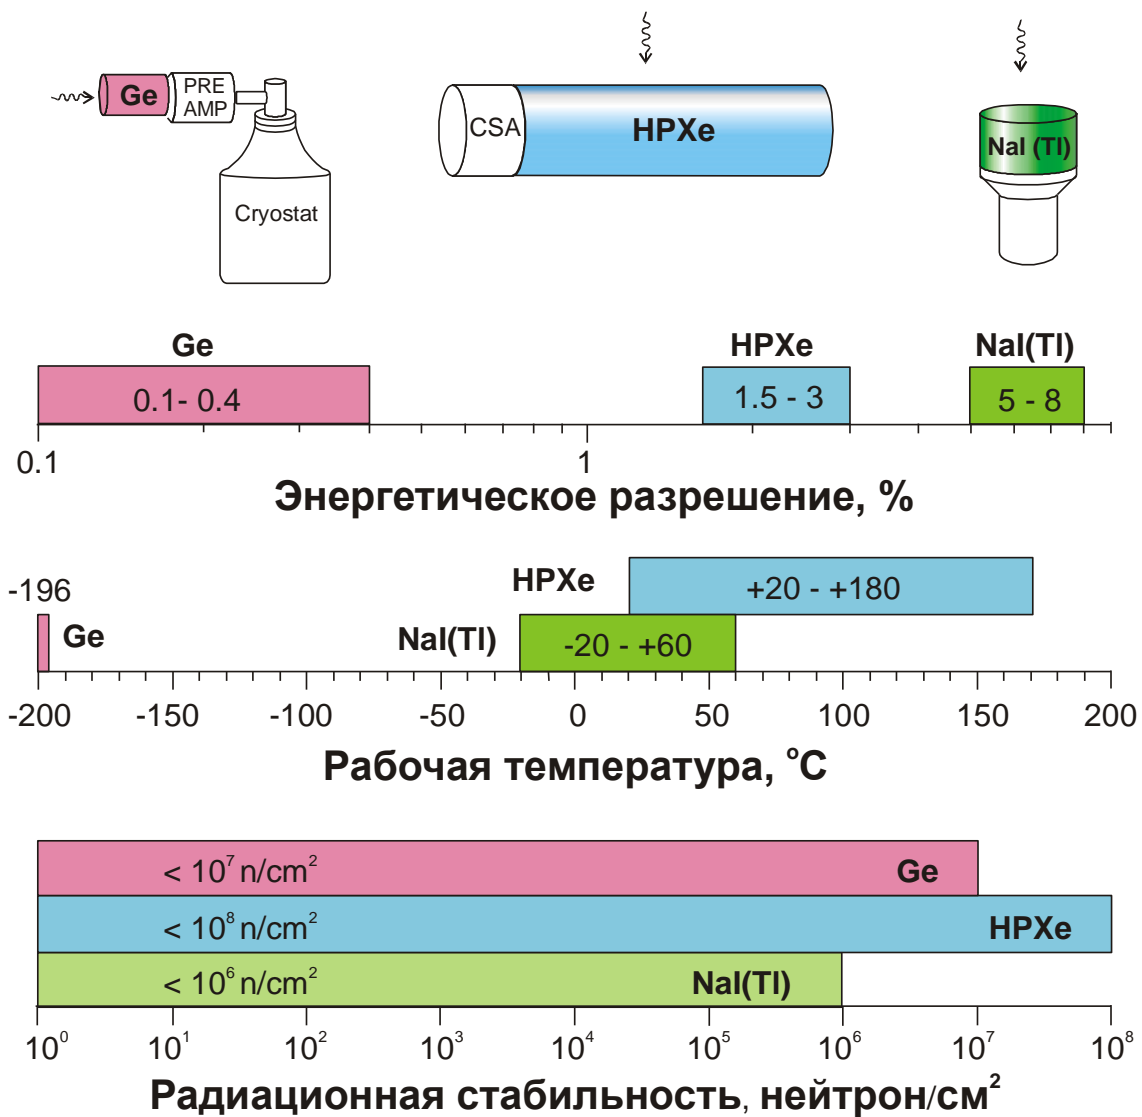 Ge
PRE
AMP
Cryostat
CSA
HPXe
NaI (Tl)
Ge
HPXe
NaI(Tl)
0.1- 0.4
1.5 - 3
5 - 8
0.1
1
Энергетическое разрешение, %
HPXe
+20 - +180
-196
Ge
NaI(Tl)
-20 - +60
-200 -150 -100 -50 0 50 100 150 200
Рабочая температура, °C
< 10⁷ n/cm² Ge
< 10⁸ n/cm² HPXe
< 10⁶ n/cm² NaI(Tl)
10⁰ 10¹ 10² 10³ 10⁴ 10⁵ 10⁶ 10⁷ 10⁸
Радиационная стабильность, нейтрон/см²